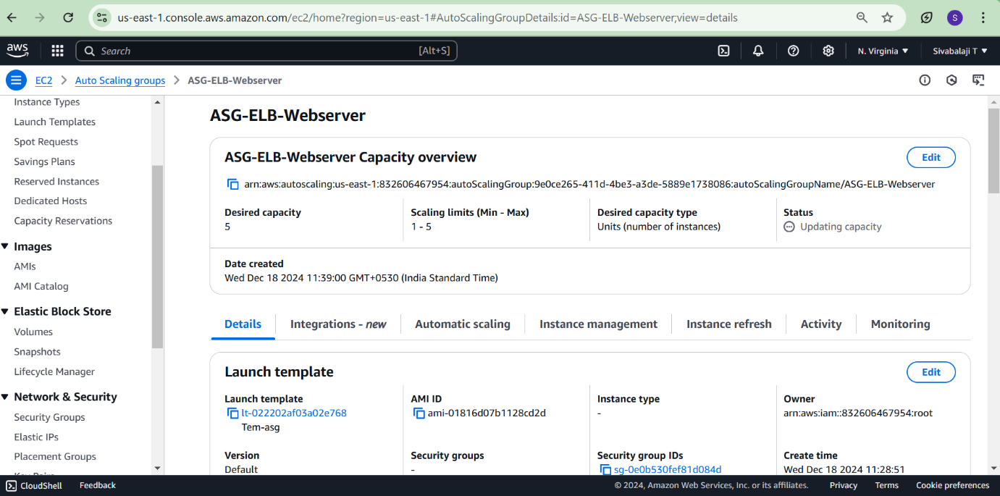 us-east-1.console.aws.amazon.com/ec2/home?region=us-east-1#AutoScalingGroupDetails:id=ASG-ELB-Webserver;view=details
S
aws
Search
[Alt+S]
N. Virginia
Sivabalaji T
EC2
Auto Scaling groups
ASG-ELB-Webserver
Instance Types
Launch Templates
Spot Requests
Savings Plans
Reserved Instances
Dedicated Hosts
Capacity Reservations
Images
AMIs
AMI Catalog
Elastic Block Store
Volumes
Snapshots
Lifecycle Manager
Network & Security
Security Groups
Elastic IPs
Placement Groups
Key Pairs
ASG-ELB-Webserver
ASG-ELB-Webserver Capacity overview
Edit
arn:aws:autoscaling:us-east-1:832606467954:autoScalingGroup:9e0ce265-411d-4be3-a3de-5889e1738086:autoScalingGroupName/ASG-ELB-Webserver
Desired capacity
5
Scaling limits (Min - Max)
1 - 5
Desired capacity type
Units (number of instances)
Status
Updating capacity
Date created
Wed Dec 18 2024 11:39:00 GMT+0530 (India Standard Time)
Details
Integrations - new
Automatic scaling
Instance management
Instance refresh
Activity
Monitoring
Launch template
Edit
Launch template
lt-022202af03a02e768
Tem-asg
AMI ID
ami-01816d07b1128cd2d
Instance type
-
Owner
arn:aws:iam::832606467954:root
Version
Default
Security groups
-
Security group IDs
sg-0e0b530fef81d084d
Create time
Wed Dec 18 2024 11:28:51
CloudShell
Feedback
© 2024, Amazon Web Services, Inc. or its affiliates.
Privacy
Terms
Cookie preferences